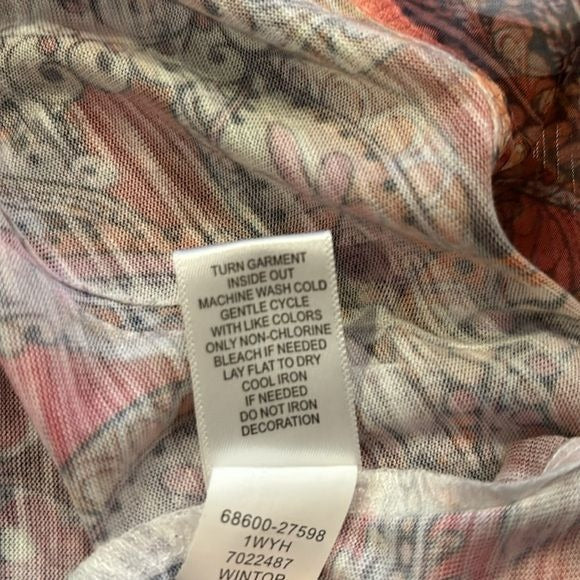 TURN GARMENT
INSIDE OUT
MACHINE WASH COLD
GENTLE CYCLE
WITH LIKE COLORS
ONLY NON-CHLORINE
BLEACH IF NEEDED
LAY FLAT TO DRY
COOL IRON
IF NEEDED
DO NOT IRON
DECORATION
68600-27598
1WYH
7022487
WINTOP